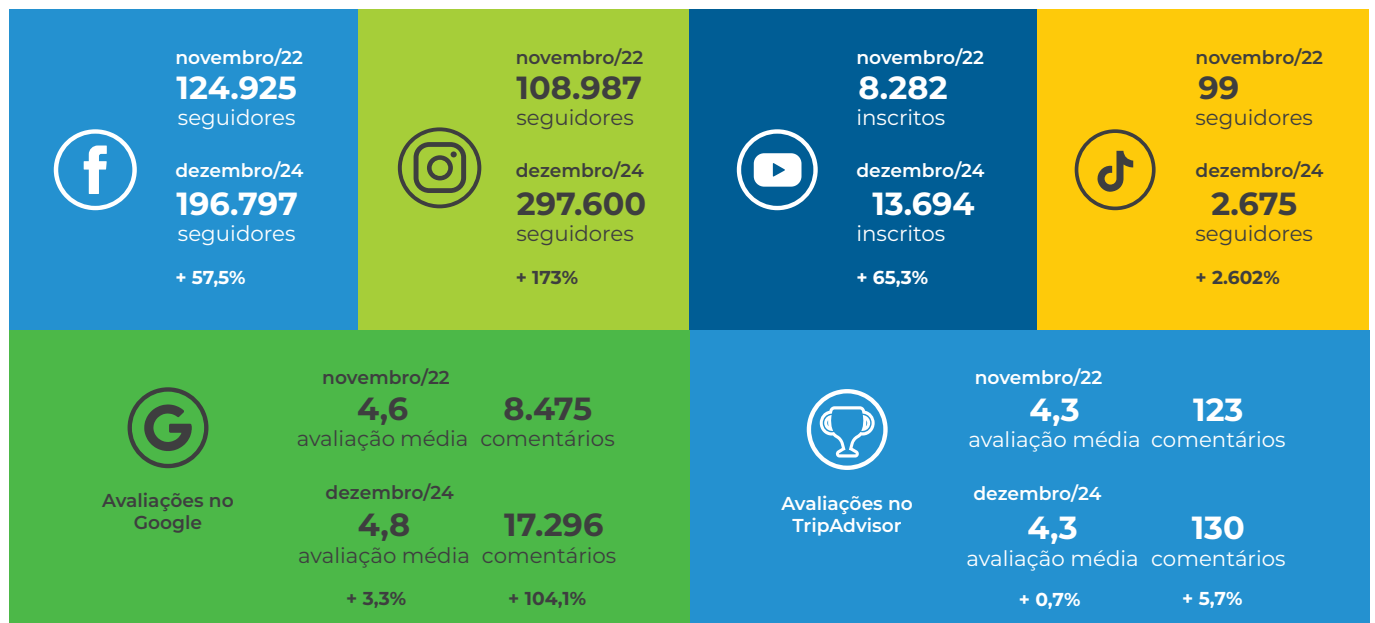 novembro/22
124.925
seguidores
dezembro/24
196.797
seguidores
+ 57,5%
novembro/22
108.987
seguidores
dezembro/24
297.600
seguidores
+ 173%
novembro/22
8.282
inscritos
dezembro/24
13.694
inscritos
+ 65,3%
novembro/22
99
seguidores
dezembro/24
2.675
seguidores
+ 2.602%
Avaliações no
Google
novembro/22
4,6 8.475
avaliação média comentários
dezembro/24
4,8 17.296
avaliação média comentários
+ 3,3% + 104,1%
Avaliações no
TripAdvisor
novembro/22
4,3 123
avaliação média comentários
dezembro/24
4,3 130
avaliação média comentários
+ 0,7% + 5,7%